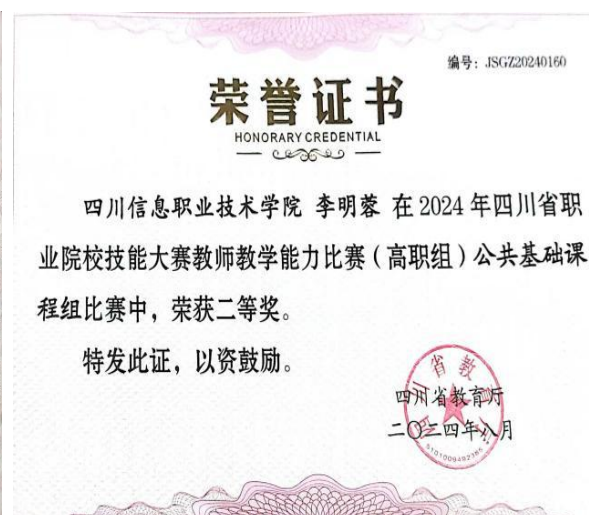 编号：JSGZ20240160
荣誉证书
HONORARY CREDENTIAL
四川信息职业技术学院 李明蓉 在2024年四川省职
业院校技能大赛教师教学能力比赛（高职组）公共基础课
程组比赛中，荣获二等奖。
特发此证，以资鼓励。
四川省教育厅
二〇二四年八月